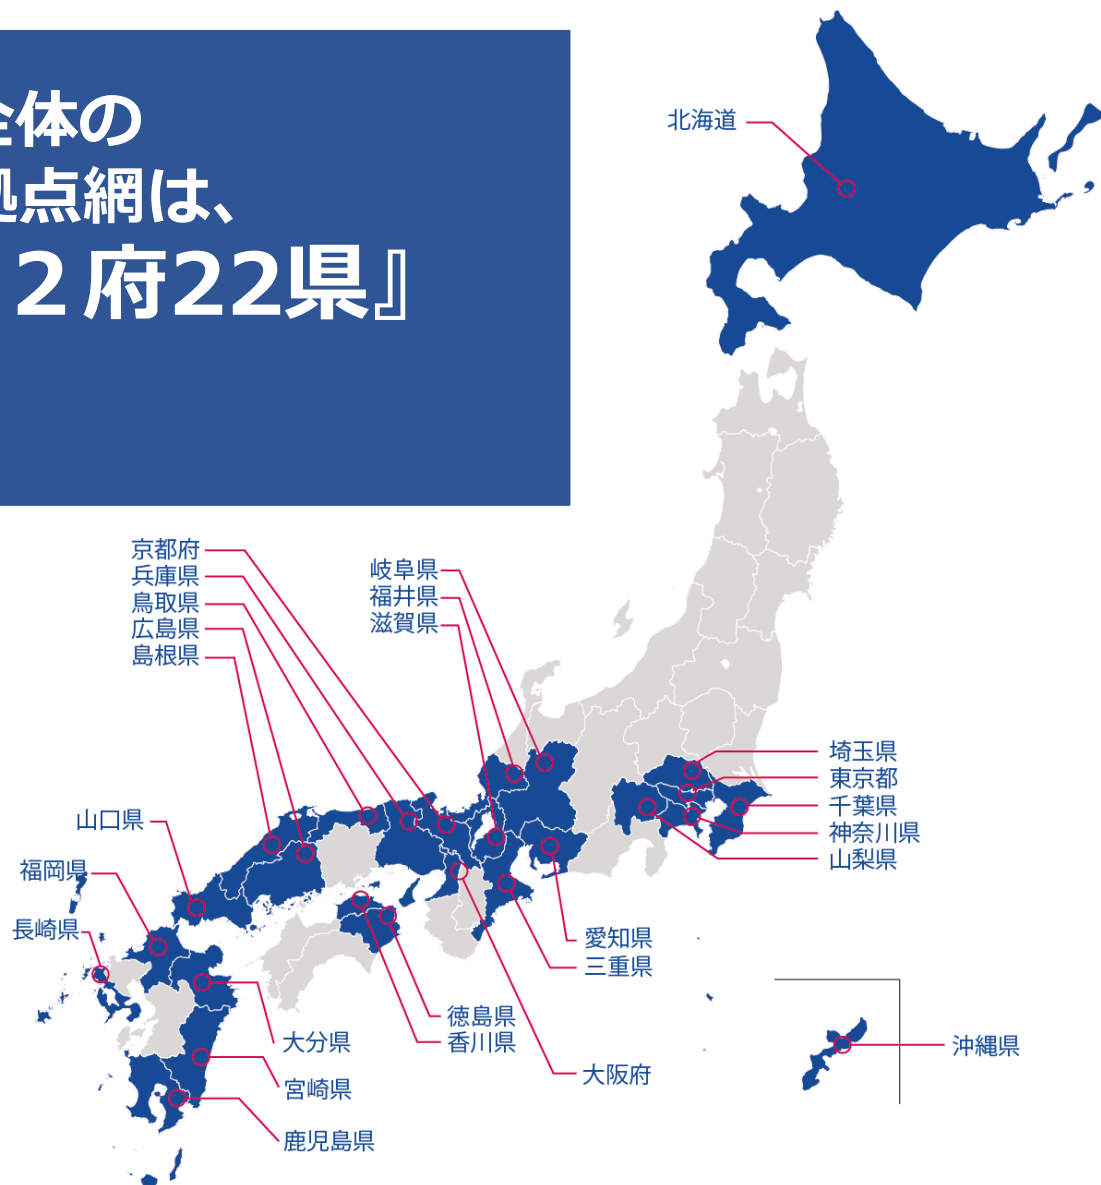 全体の
拠点網は、
２府22県』
北海道
京都府
兵庫県
鳥取県
広島県
島根県
岐阜県
福井県
滋賀県
埼玉県
東京都
千葉県
神奈川県
山梨県
山口県
福岡県
長崎県
愛知県
三重県
徳島県
香川県
大分県
大阪府
沖縄県
宮崎県
鹿児島県